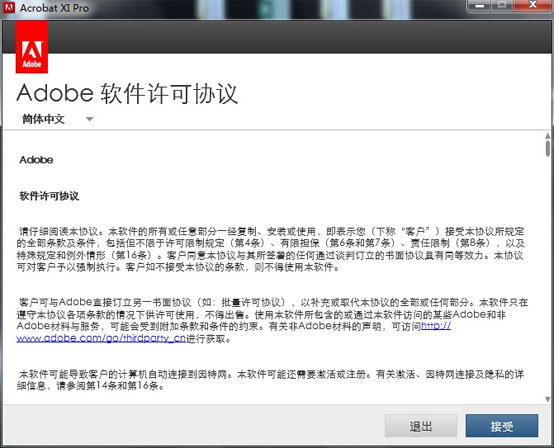 Acrobat XI Pro
Adobe
Adobe 软件许可协议
简体中文
Adobe
软件许可协议
请仔细阅读本协议。本软件的所有或任意部分一经复制、安装或使用，即表示您（下称“客户”）接受本协议所规定
的全部条款及条件，包括但不限于许可限制规定（第4条）、有限担保（第6条和第7条）、责任限制（第8条），以及
特殊规定和例外情形（第16条）。客户同意本协议与其所签署的任何通过谈判订立的书面协议且有同等效力。本协议
可对客户予以强制执行。客户如不接受本协议的条款，则不得使用本软件。
客户可与Adobe直接订立另一书面协议（如：批量许可协议），以补充或取代本协议的全部或任何部分。本软件只在
遵守本协议各项条款的情况下供许可使用，不得出售。使用本软件所包含的或通过本软件访问的某些Adobe和非
Adobe材料与服务，可能会受到附加条款和条件的约束。有关非Adobe材料的声明，可访问http://
www.adobe.com/go/thirdparty_cn进行获取。
本软件可能导致客户的计算机自动连接到因特网。本软件可能还需要激活或注册。有关激活、因特网连接及隐私的详
细信息，请参阅第14条和第16条。
退出
接受